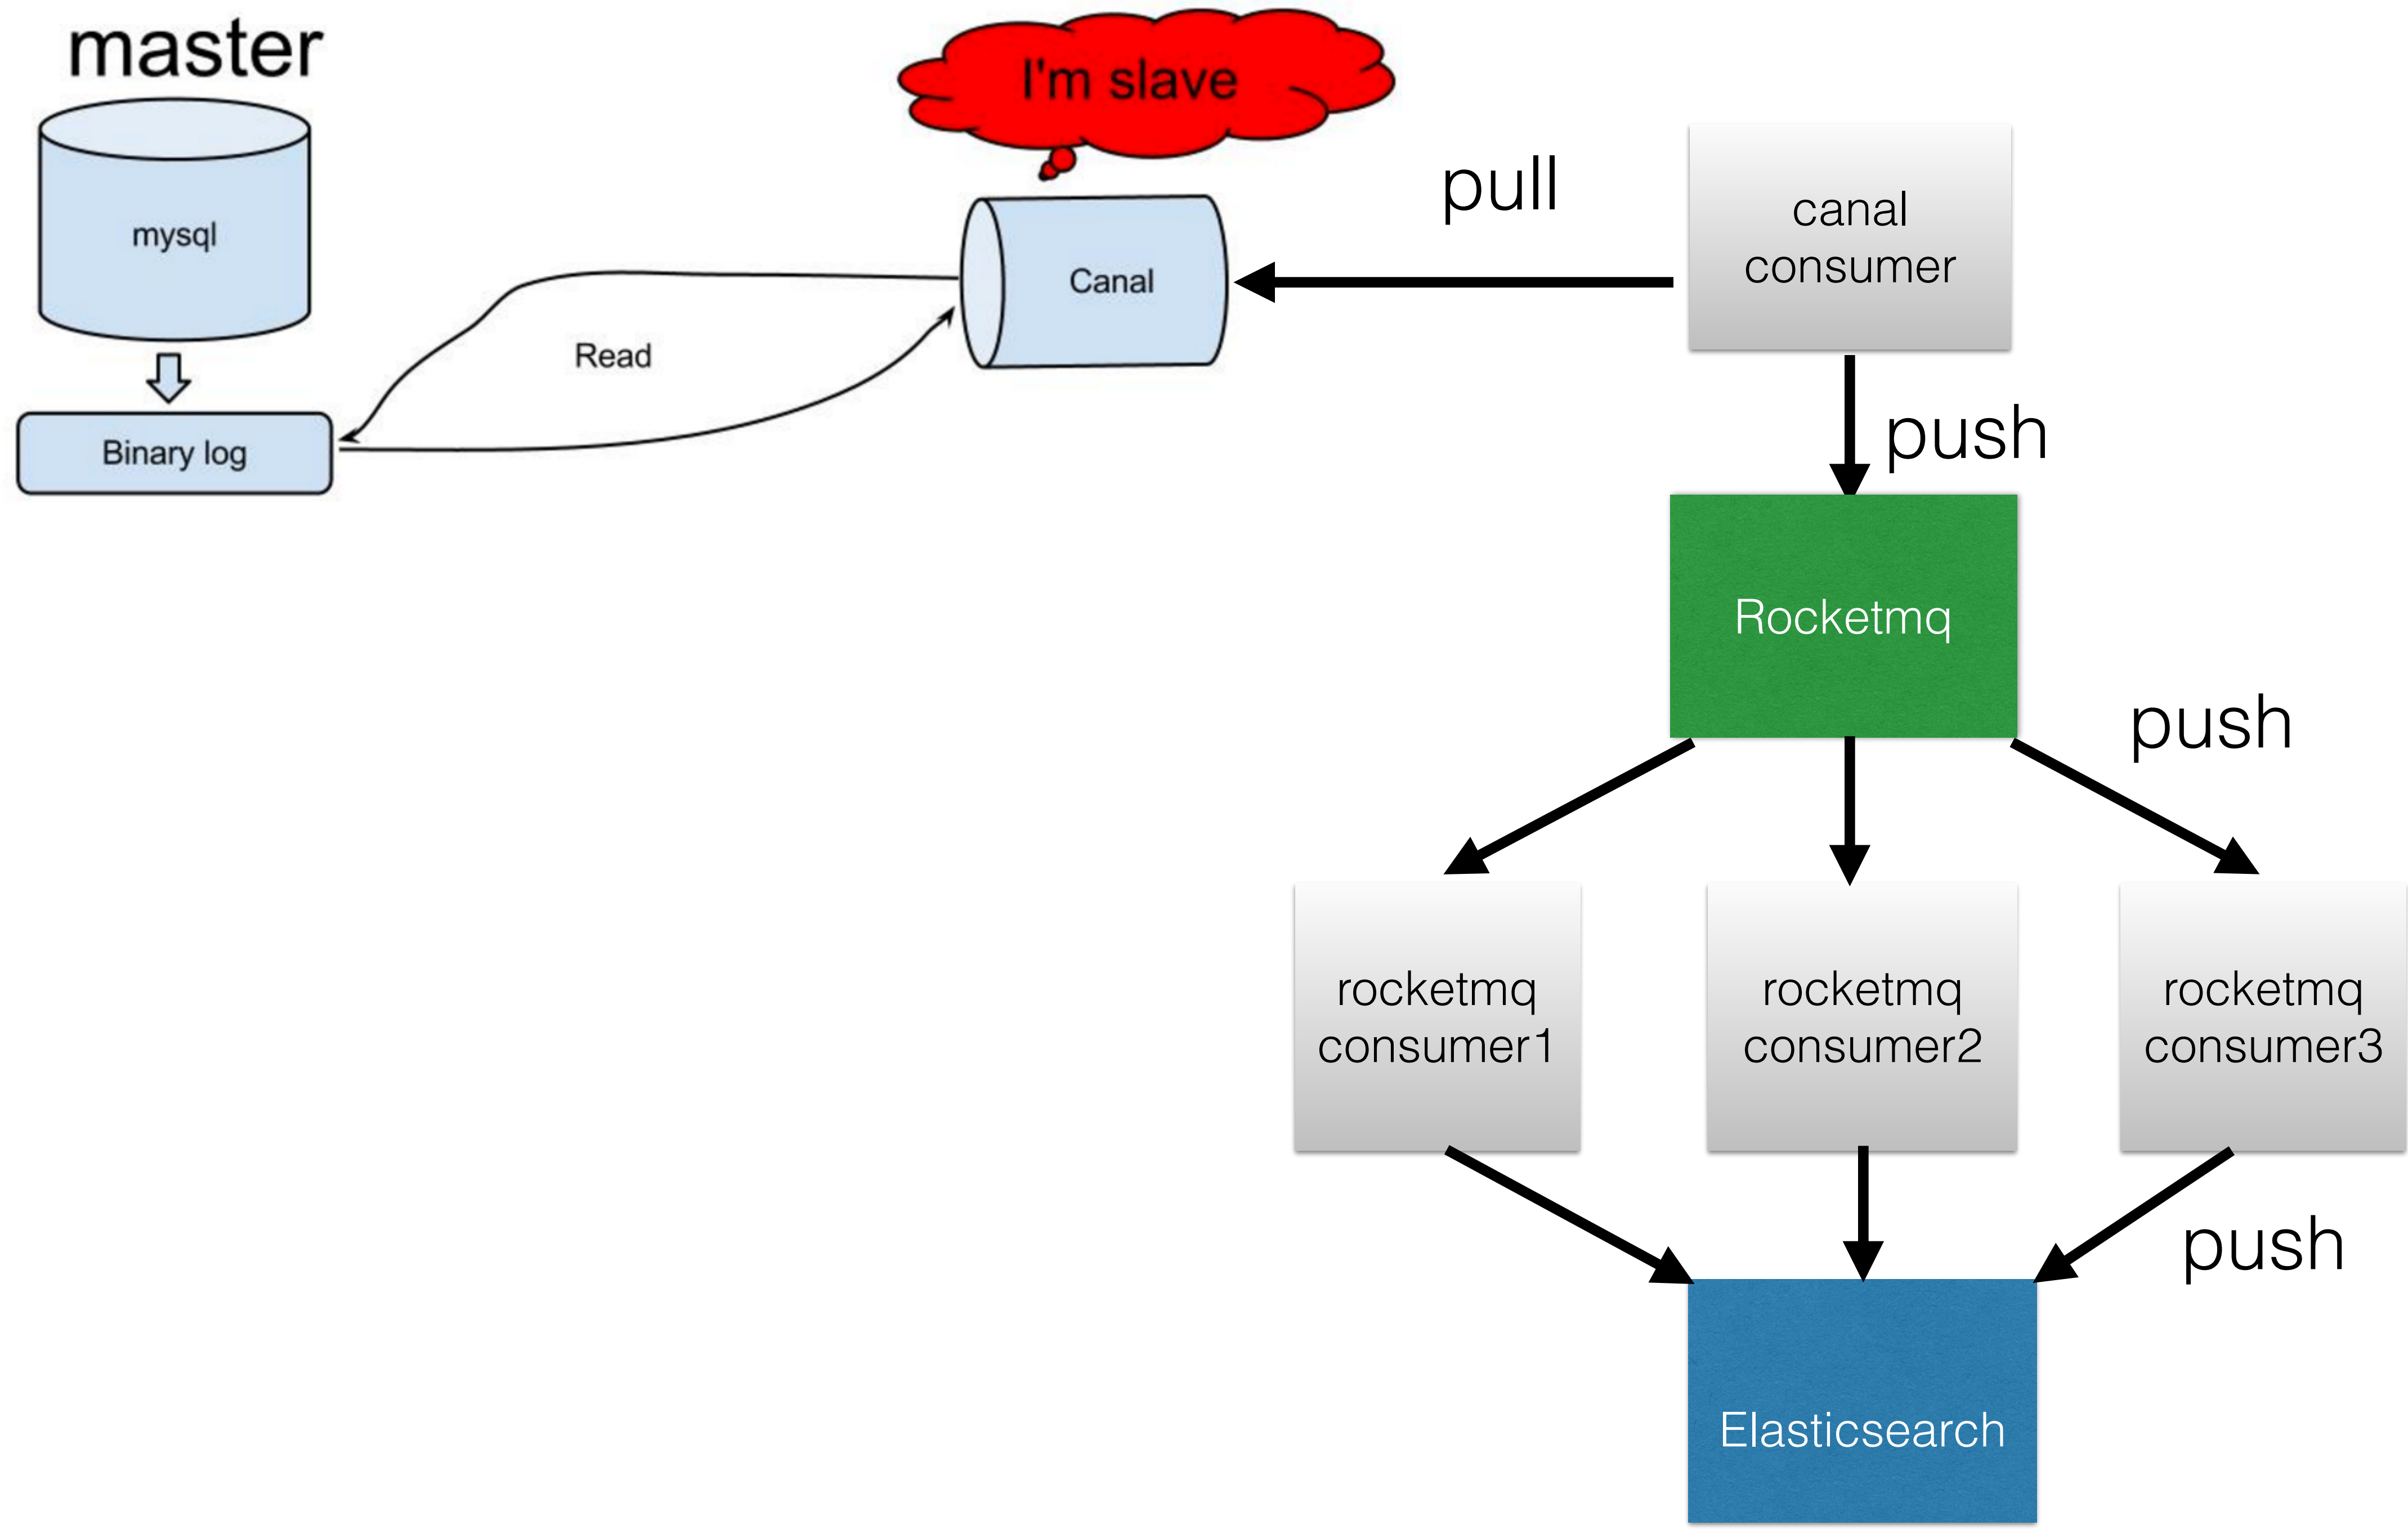 master
I'm slave
mysql
Canal
Read
Binary log
pull
canal
consumer
push
Rocketmq
push
rocketmq
consumer1
rocketmq
consumer2
rocketmq
consumer3
push
Elasticsearch